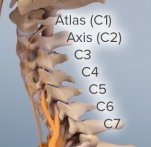 Atlas (C1)
Axis (C2)
C3
C4
C5
C6
C7